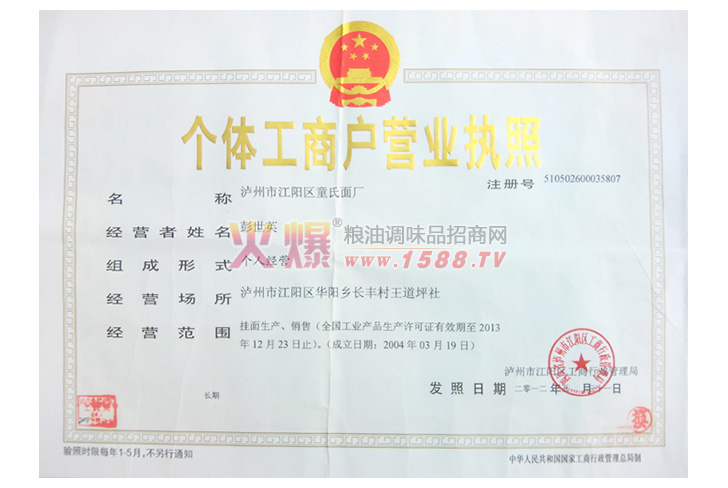 个体工商户营业执照
注册号 510502600035807
名 称 泸州市江阳区童氏面厂
经营者姓名 彭世英
组成形式 个人经营
经营场所 泸州市江阳区华阳乡长丰村王道坪社
经营范围 挂面生产、销售（全国工业产品生产许可证有效期至2013
年12月23日止）。（成立日期：2004年03月19日）
火爆® 粮油调味品招商网
www.1588.TV
泸州市江阳区工商行政管理局
长期
发照日期 二〇一二年 月 日
验照时限每年1-5月,不另行通知
中华人民共和国国家工商行政管理总局制